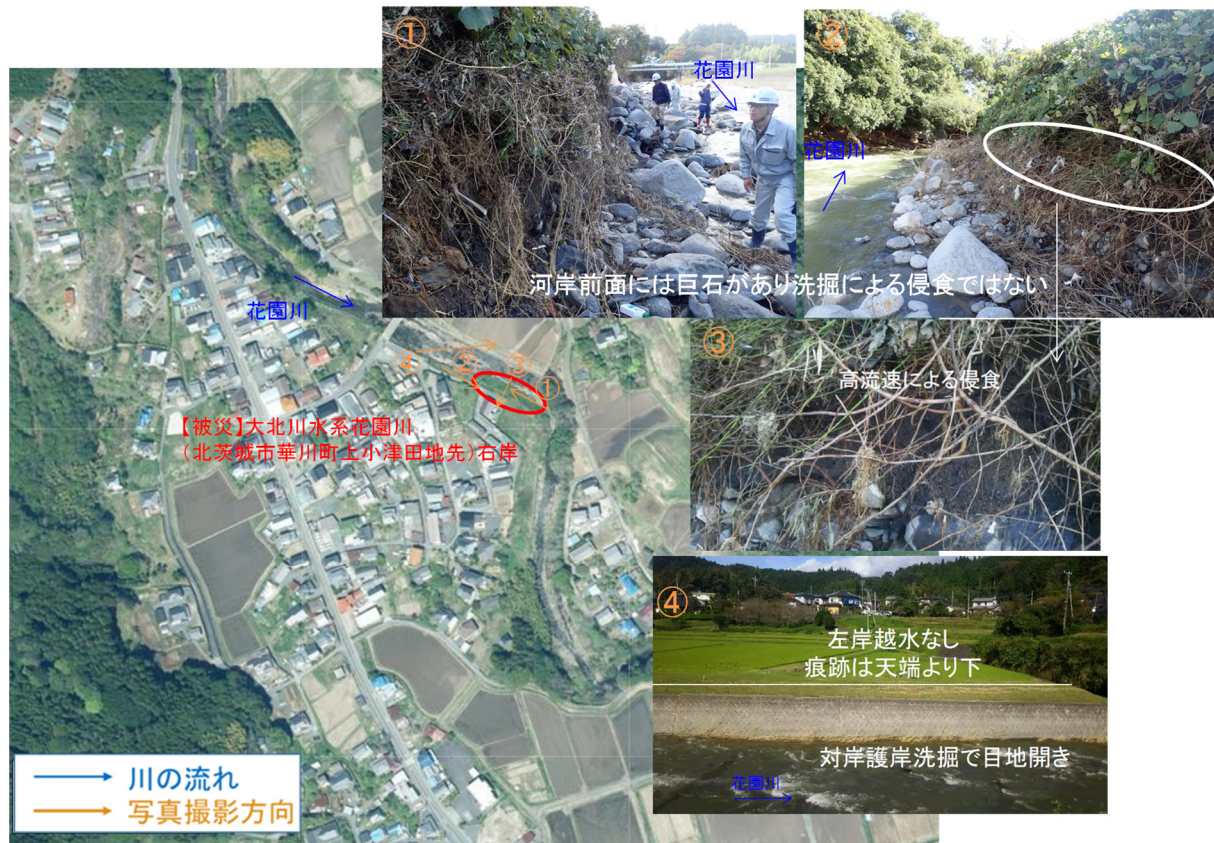 ①
花園川
②
花園川
河岸前面には巨石があり洗掘による侵食ではない
花園川
③
高流速による侵食
④
②
③
①
【被災】大北川水系花園川
(北茨城市華川町上小津田地先)右岸
④
左岸越水なし
痕跡は天端より下
対岸護岸洗掘で目地開き
花園川
川の流れ
写真撮影方向